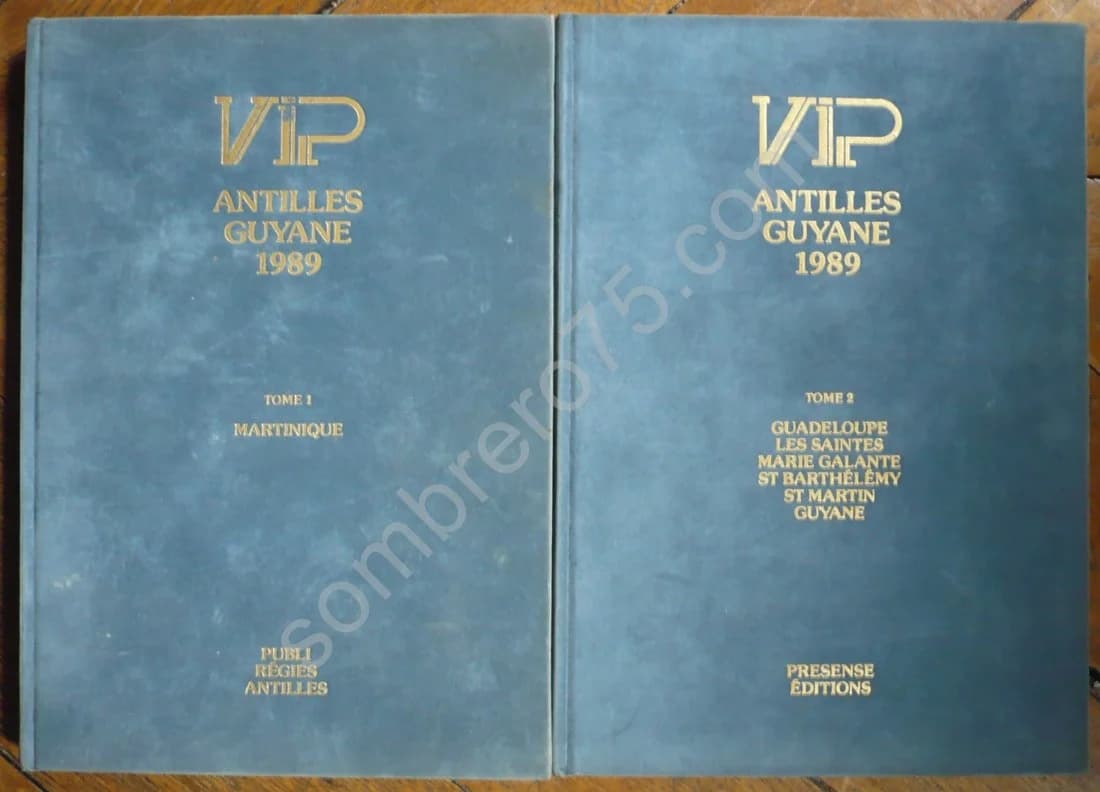 VIP
ANTILLES
GUYANE
1989
TOME 1
MARTINIQUE
PUBLI
RÉGIES
ANTILLES
VIP
ANTILLES
GUYANE
1989
TOME 2
GUADELOUPE
LES SAINTES
MARIE GALANTE
ST BARTHÉLÉMY
ST MARTIN
GUYANE
PRESENSE
ÉDITIONS
sombrero75.com